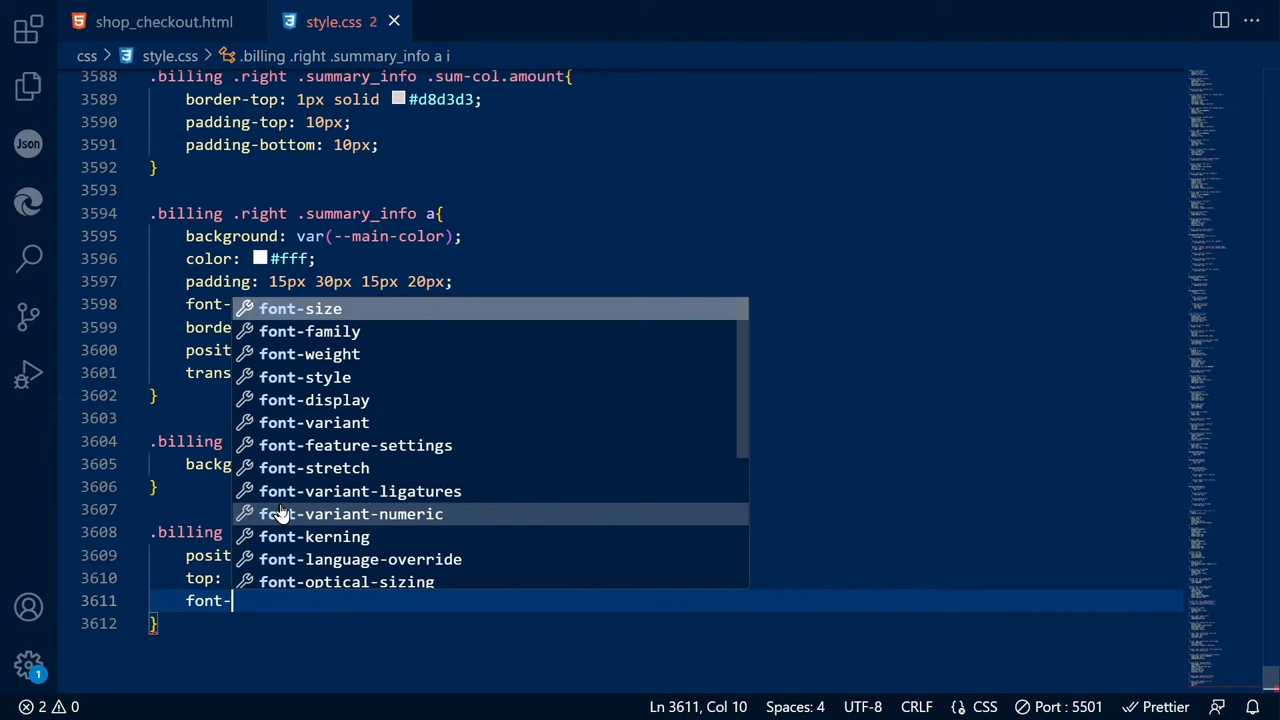 shop_checkout.html
style.css 2
css > style.css > .billing .right .summary_info a i
3588 .billing .right .summary_info .sum-col.amount{
3589 border-top: 1px solid #d8d3d3;
3590 padding-top: 10px;
3591 padding-bottom: 10px;
3592 }
3593
3594 .billing .right .summary_info a{
3595 background: var(--main-color);
3596 color: #fff;
3597 padding: 15px 20px 15px 20px;
3598 font-
font-size
3599 borde
font-family
3600 posit
font-weight
3601 trans
font-style
3602 }
font-display
3603
font-variant
3604 .billing
font-feature-settings
3605 backg
font-stretch
3606 }
font-variant-ligatures
3607
font-variant-numeric
3608 .billing
font-kerning
3609 posit
font-laguage-override
3610 top:
font-optical-sizing
3611 font-
3612 }
Json
1
2 0
Ln 3611, Col 10
Spaces: 4
UTF-8
CRLF
{} CSS
Port : 5501
Prettier